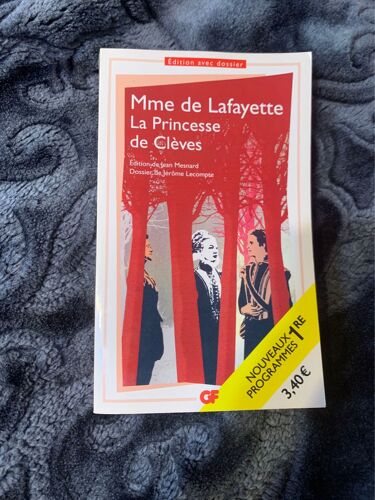 Édition avec dossier
Mme de Lafayette
La Princesse
de Clèves
Édition de Jean Mesnard
Dossier de Jérôme Lecompte
NOUVEAUX
PROGRAMMES 1RE
3,40 €
GF